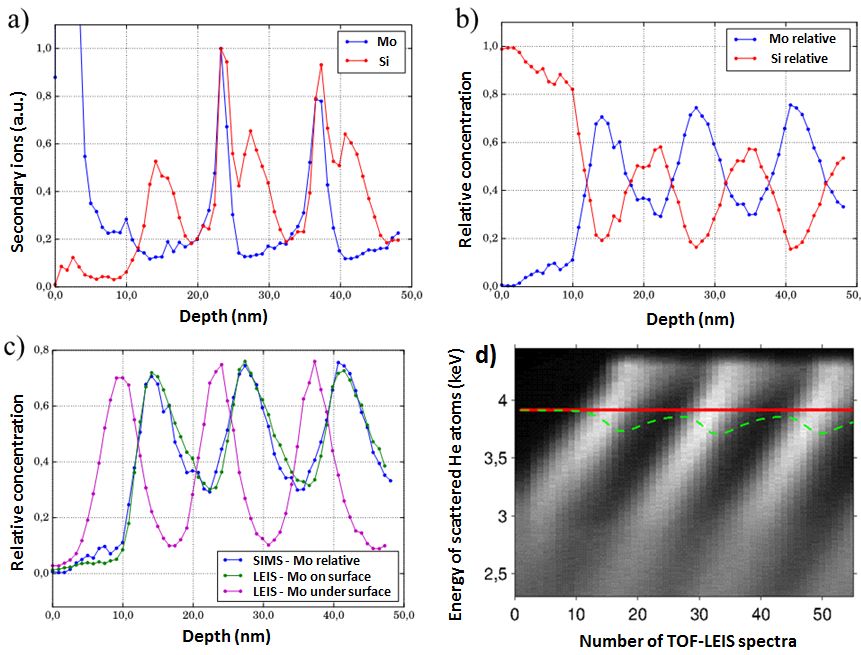 a)
Mo
Si
Secondary ions (a.u.)
1,0
0,8
0,6
0,4
0,2
0,0
0,0 10,0 20,0 30,0 40,0 50,0
Depth (nm)
b)
Mo relative
Si relative
Relative concentration
1,0
0,8
0,6
0,4
0,2
0,0
0,0 10,0 20,0 30,0 40,0 50,0
Depth (nm)
c)
Relative concentration
0,8
0,6
0,4
0,2
0,0
SIMS - Mo relative
LEIS - Mo on surface
LEIS - Mo under surface
0,0 10,0 20,0 30,0 40,0 50,0
Depth (nm)
d)
Energy of scattered He atoms (keV)
4
3,5
3
2,5
0 10 20 30 40 50
Number of TOF-LEIS spectra